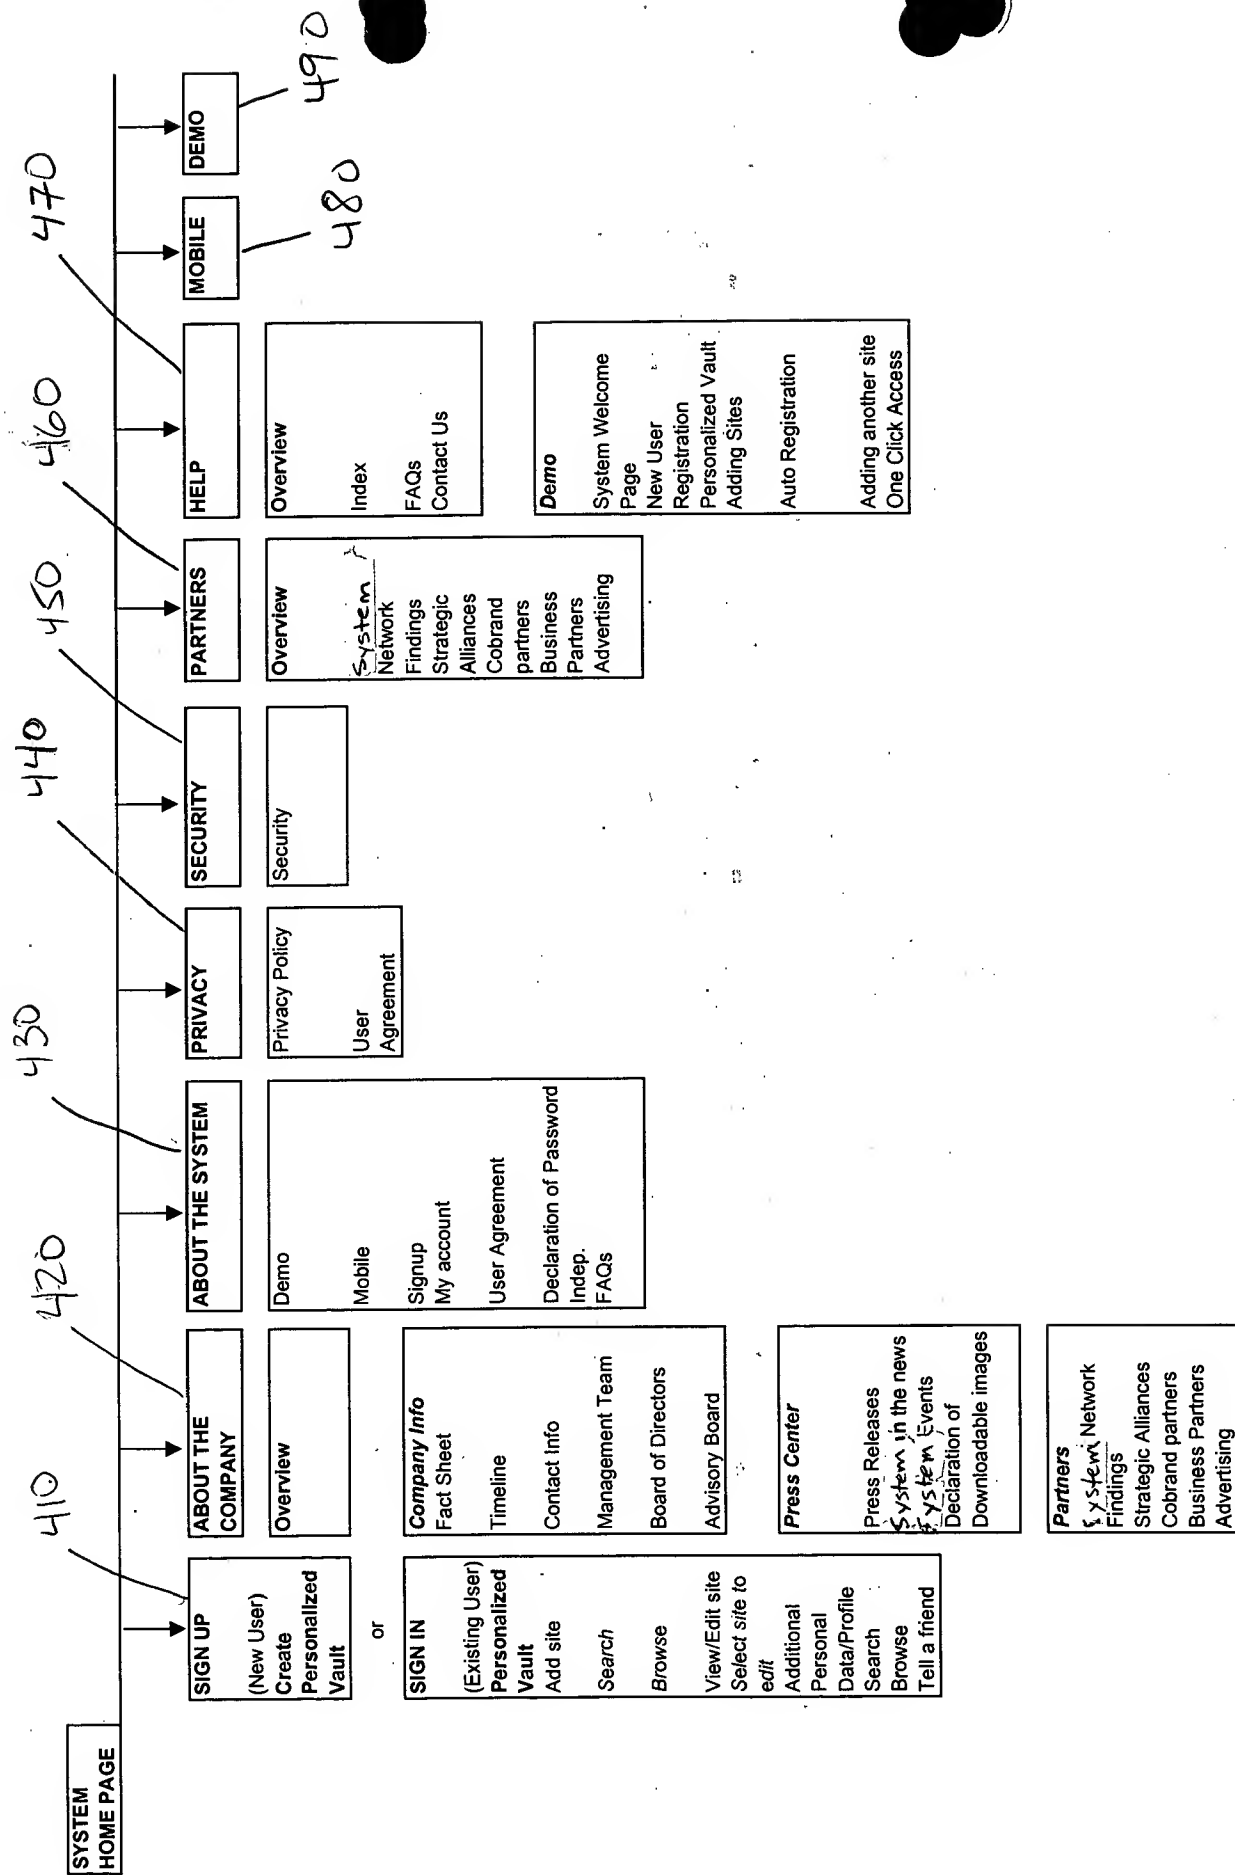 SYSTEM
HOME PAGE
410
SIGN UP
(New User)
Create
Personalized
Vault
or
SIGN IN
(Existing User)
Personalized
Vault
Add site
Search
Browse
View/Edit site
Select site to
edit
Additional
Personal
Data/Profile
Search
Browse
Tell a friend
420
ABOUT THE
COMPANY
Overview
Company Info
Fact Sheet
Timeline
Contact Info
Management Team
Board of Directors
Advisory Board
Press Center
Press Releases
System in the news
System Events
Declaration of
Downloadable images
Partners
System Network
Findings
Strategic Alliances
Cobrand partners
Business Partners
Advertising
430
ABOUT THE SYSTEM
Demo
Mobile
Signup
My account
User Agreement
Declaration of Password
Indep.
FAQs
440
PRIVACY
Privacy Policy
User
Agreement
450
SECURITY
Security
460
PARTNERS
Overview
System
Network
Findings
Strategic
Alliances
Cobrand
partners
Business
Partners
Advertising
470
HELP
Overview
Index
FAQs
Contact Us
Demo
System Welcome
Page
New User
Registration
Personalized Vault
Adding Sites
Auto Registration
Adding another site
One Click Access
MOBILE
480
DEMO
490